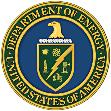 DEPARTMENT OF ENERGY
UNITED STATES OF AMERICA